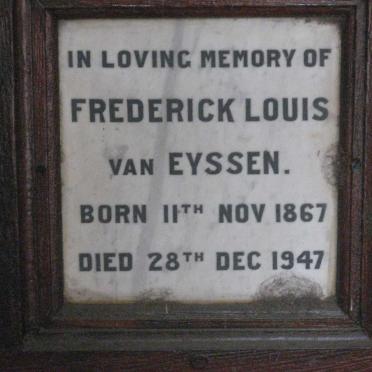 IN LOVING MEMORY OF
FREDERICK LOUIS
VAN EYSSEN.
BORN 11TH NOV 1867
DIED 28TH DEC 1947